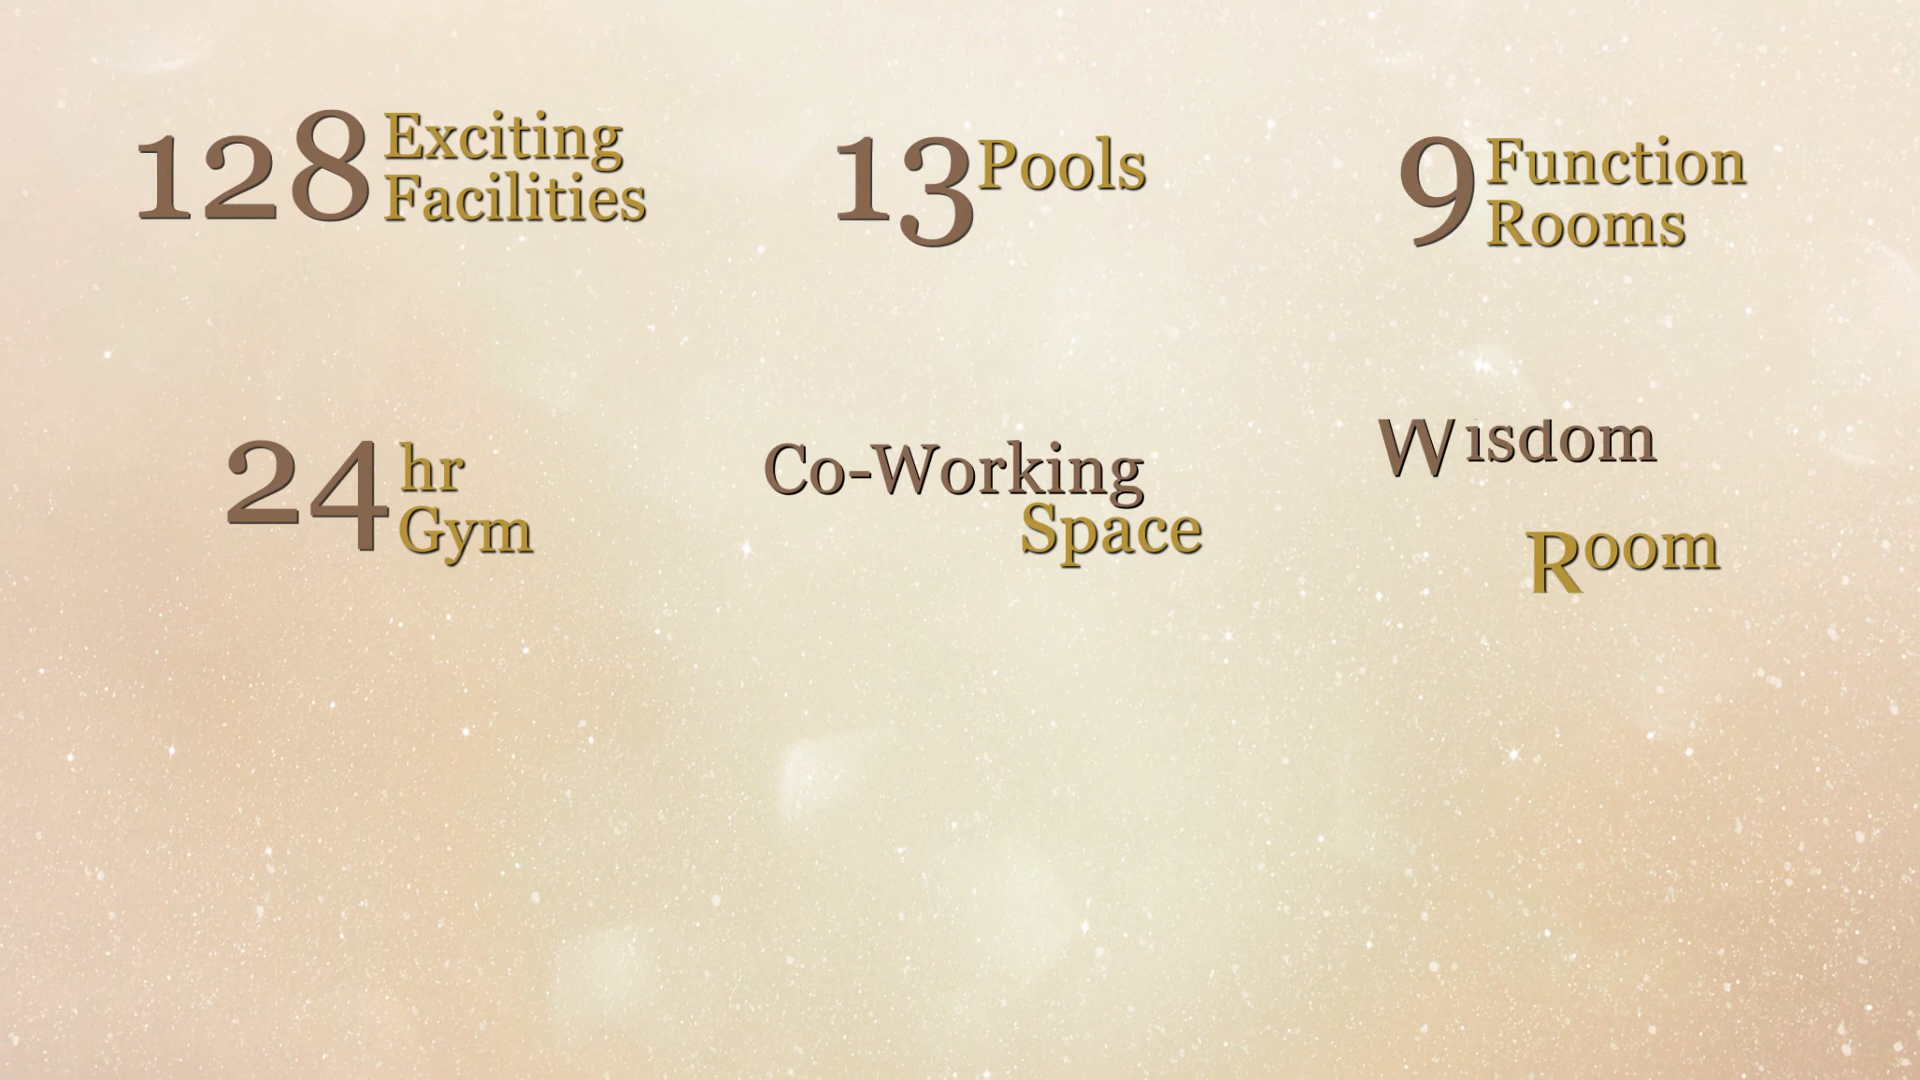 128 Exciting
Facilities
13 Pools
9 Function
Rooms
24 hr
Gym
Co-Working
Space
Wisdom
Room